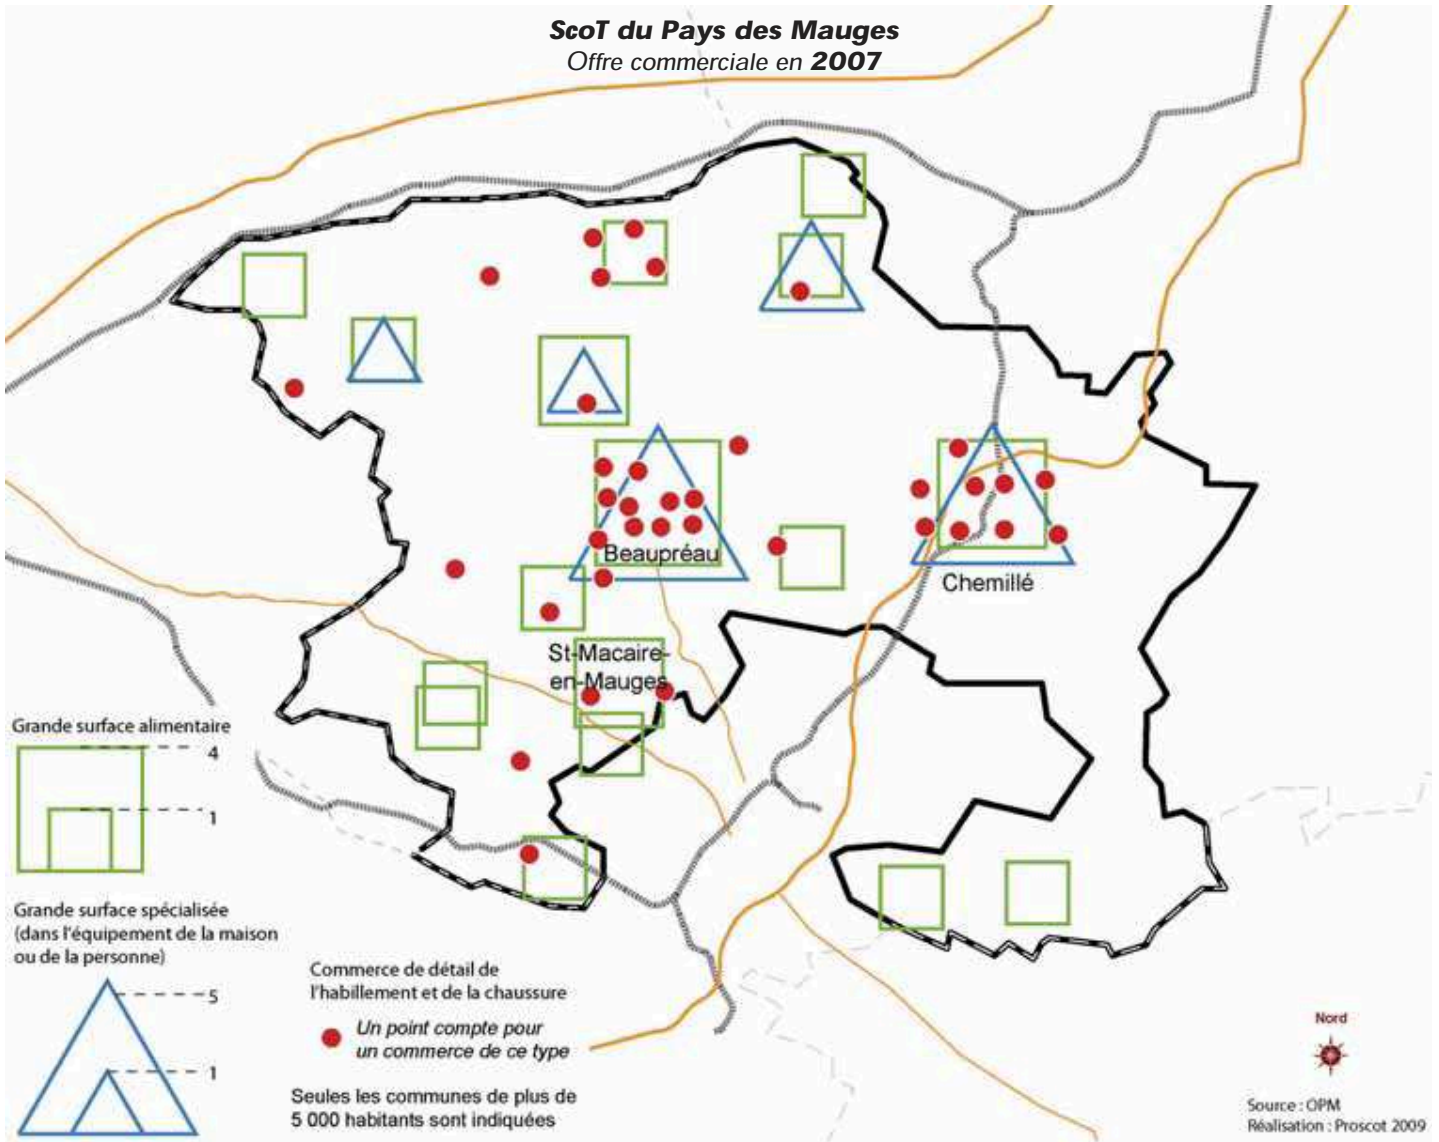 ScoT du Pays des Mauges
Offre commerciale en 2007
Beaupréau
Chemillé
St-Macaire-
en-Mauges
Grande surface alimentaire
4
1
Grande surface spécialisée
(dans l'équipement de la maison
ou de la personne)
5
1
Commerce de détail de
l'habillement et de la chaussure
Un point compte pour
un commerce de ce type
Seules les communes de plus de
5 000 habitants sont indiquées
Nord
Source : OPM
Réalisation : Proscot 2009